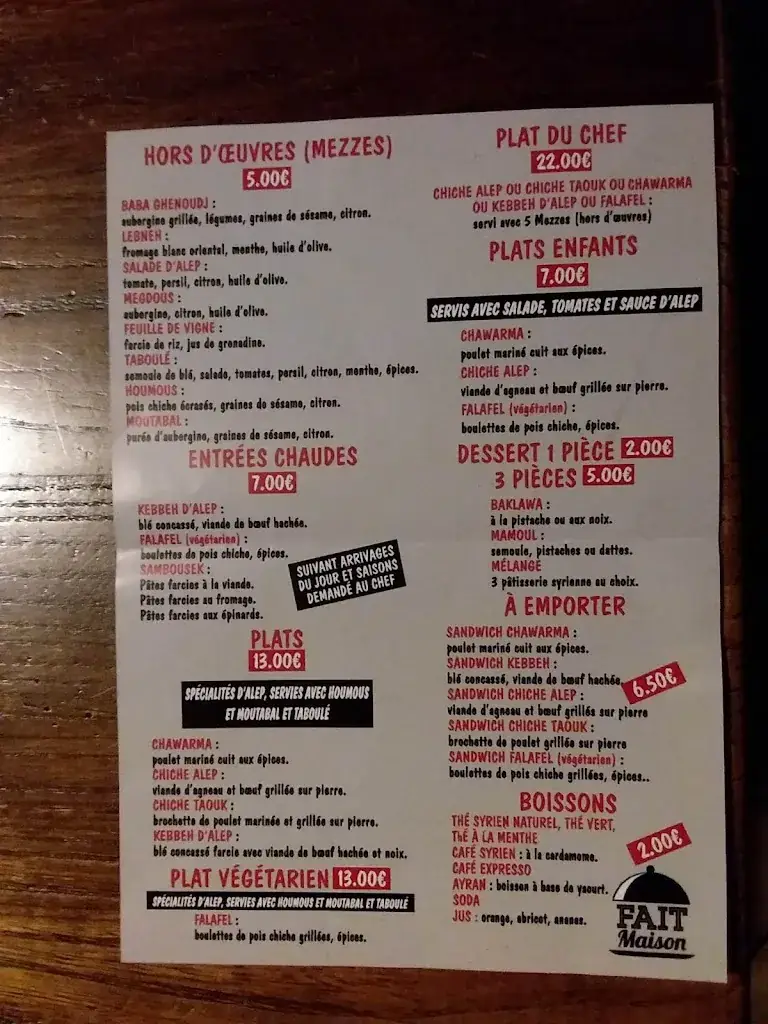 HORS D'ŒUVRES (MEZZES)
5.00€
BABA GHENOUDJ :
aubergine grillée, légumes, graines de sésame, citron.
LEBNEH :
fromage blanc oriental, menthe, huile d'olive.
SALADE D'ALEP :
tomate, persil, citron, huile d'olive.
MEGDOUS :
aubergine, citron, huile d'olive.
FEUILLE DE VIGNE :
farcie de riz, jus de grenadine.
TABOULÉ :
semoule de blé, salade, tomates, persil, citron, menthe, épices.
HOUMOUS :
pois chiche écrasés, graines de sésame, citron.
MOUTABAL :
purée d'aubergine, graines de sésame, citron.
ENTRÉES CHAUDES
7.00€
KEBBEH D'ALEP :
blé concassé, viande de bœuf hachée.
FALAFEL (végétarien) :
boulettes de pois chiche, épices.
SAMBOUSEK :
Pâtes farcies à la viande.
Pâtes farcies au fromage.
Pâtes farcies aux épinards.
SUIVANT ARRIVAGES
DU JOUR ET SAISONS
DEMANDÉ AU CHEF
PLATS
13.00€
SPÉCIALITÉS D'ALEP, SERVIES AVEC HOUMOUS
ET MOUTABAL ET TABOULÉ
CHAWARMA :
poulet mariné cuit aux épices.
CHICHE ALEP :
viande d'agneau et bœuf grillée sur pierre.
CHICHE TAOUK :
brochette de poulet marinée et grillée sur pierre.
KEBBEH D'ALEP :
blé concassé farcie avec viande de bœuf hachée et noix.
PLAT VÉGÉTARIEN 13.00€
SPÉCIALITÉS D'ALEP, SERVIES AVEC HOUMOUS ET MOUTABAL ET TABOULÉ
FALAFEL :
boulettes de pois chiche grillées, épices.
PLAT DU CHEF
22.00€
CHICHE ALEP OU CHICHE TAOUK OU CHAWARMA
OU KEBBEH D'ALEP OU FALAFEL :
servi avec 5 Mezzes (hors d'œuvres)
PLATS ENFANTS
7.00€
SERVIS AVEC SALADE, TOMATES ET SAUCE D'ALEP
CHAWARMA :
poulet mariné cuit aux épices.
CHICHE ALEP :
viande d'agneau et bœuf grillée sur pierre.
FALAFEL (végétarien) :
boulettes de pois chiche, épices.
DESSERT 1 PIÈCE 2.00€
3 PIÈCES 5.00€
BAKLAWA :
à la pistache ou aux noix.
MAMOUL :
semoule, pistaches ou dattes.
MÉLANGE
3 pâtisserie syrienne au choix.
À EMPORTER
SANDWICH CHAWARMA :
poulet mariné cuit aux épices.
SANDWICH KEBBEH :
blé concassé, viande de bœuf hachée.
6.50€
SANDWICH CHICHE ALEP :
viande d'agneau et bœuf grillés sur pierre
SANDWICH CHICHE TAOUK :
brochette de poulet grillée sur pierre
SANDWICH FALAFEL (végétarien) :
boulettes de pois chiche grillées, épices..
BOISSONS
THÉ SYRIEN NATUREL, THÉ VERT,
THÉ À LA MENTHE
2.00€
CAFÉ SYRIEN : à la cardamome.
CAFÉ EXPRESSO
AYRAN : boisson à base de yaourt.
SODA
JUS : orange, abricot, ananas.
FAIT
Maison